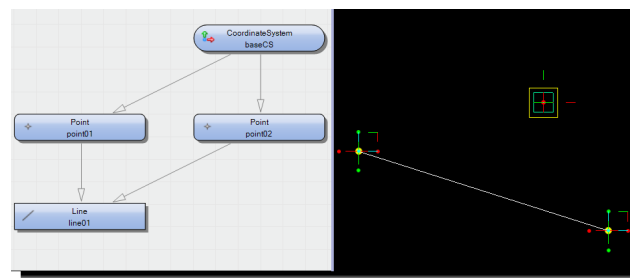 CoordinateSystem
baseCS
Point
point01
Point
point02
Line
line01